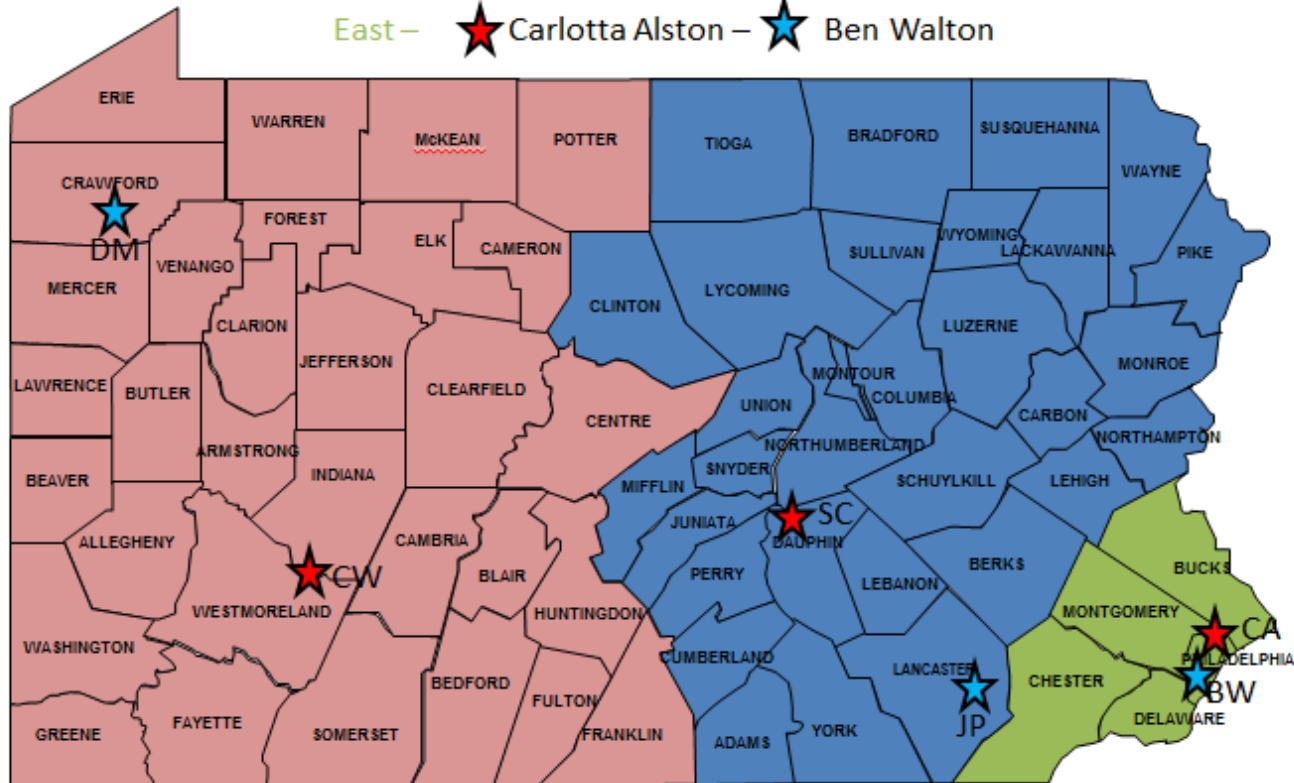 East – Carlotta Alston – Ben Walton
ERIE
WARREN
McKEAN
POTTER
TIOGA
BRADFORD
SUSQUEHANNA
WAYNE
CRAWFORD
DM
FOREST
ELK
CAMERON
VENANGO
MERCER
CLINTON
LYCOMING
SULLIVAN
WYOMING
LACKAWANNA
PIKE
CLARION
JEFFERSON
LUZERNE
MONROE
LAWRENCE
BUTLER
CLEARFIELD
CENTRE
UNION
MONTOUR
COLUMBIA
CARBON
ARMSTRONG
BEAVER
INDIANA
MIFFLIN
SNYDER
NORTHUMBERLAND
SCHUYLKILL
LEHIGH
NORTHAMPTON
ALLEGHENY
CAMBRIA
BLAIR
JUNIATA
SC
DAUPHIN
PERRY
LEBANON
BERKS
BUCKS
CW
WESTMORELAND
HUNTINGDON
MONTGOMERY
CA
PHILADELPHIA
WASHINGTON
BEDFORD
CUMBERLAND
LANCASTER
CHESTER
BW
DELAWARE
GREENE
FAYETTE
SOMERSET
FULTON
FRANKLIN
ADAMS
YORK
JP